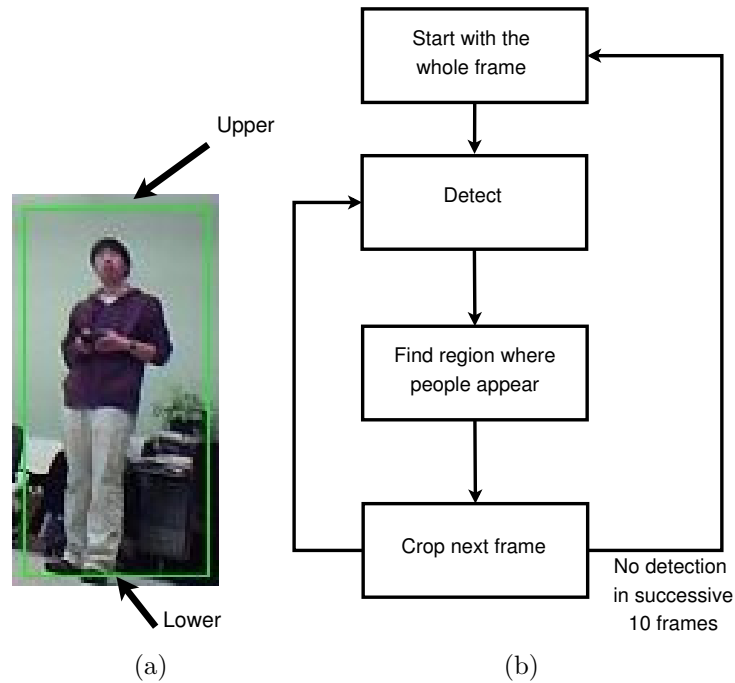 Upper
Lower
(a)
Start with the
whole frame
Detect
Find region where
people appear
Crop next frame
No detection
in successive
10 frames
(b)